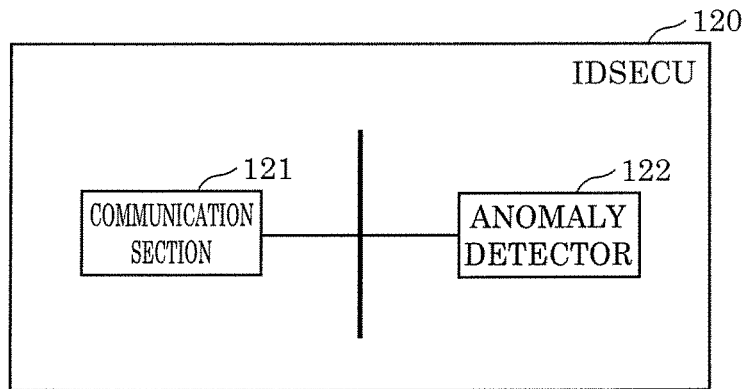 120
IDSECU
121
COMMUNICATION
SECTION
122
ANOMALY
DETECTOR